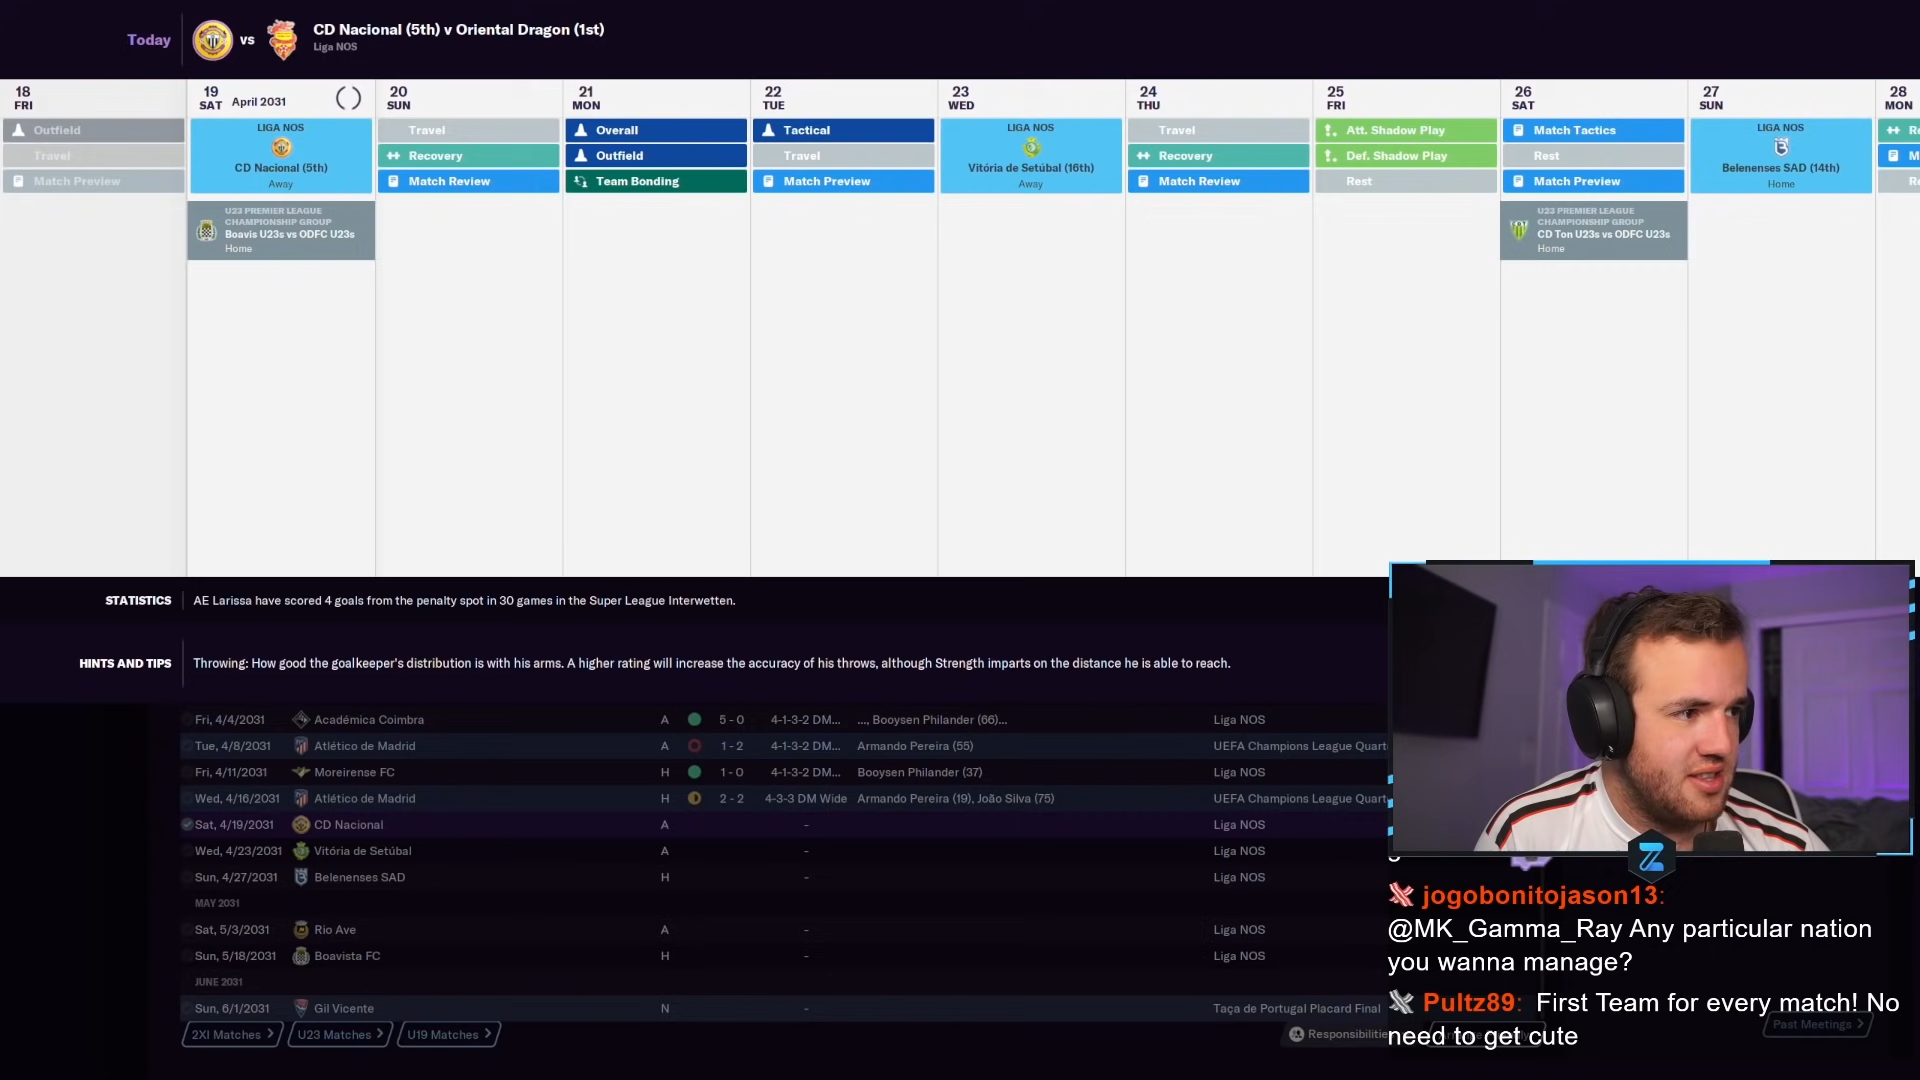 Today
vs
CD Nacional (5th) v Oriental Dragon (1st)
Liga NOS
18
FRI
19
SAT April 2031
20
SUN
21
MON
22
TUE
23
WED
24
THU
25
FRI
26
SAT
27
SUN
28
MON
Outfield
Travel
Match Preview
LIGA NOS
CD Nacional (5th)
Away
Travel
Recovery
Match Review
Overall
Outfield
Team Bonding
Tactical
Travel
Match Preview
LIGA NOS
Vitória de Setúbal (16th)
Away
Travel
Recovery
Match Review
Att. Shadow Play
Def. Shadow Play
Rest
Match Tactics
Rest
Match Preview
LIGA NOS
Belenenses SAD (14th)
Home
U23 PREMIER LEAGUE
CHAMPIONSHIP GROUP
Boavis U23s vs ODFC U23s
Home
U23 PREMIER LEAGUE
CHAMPIONSHIP GROUP
CD Ton U23s vs ODFC U23s
Home
STATISTICS AE Larissa have scored 4 goals from the penalty spot in 30 games in the Super League Interwetten.
HINTS AND TIPS Throwing: How good the goalkeeper's distribution is with his arms. A higher rating will increase the accuracy of his throws, although Strength imparts on the distance he is able to reach.
Fri, 4/4/2031 Académica Coimbra A 5 - 0 4-1-3-2 DM... ..., Booysen Philander (66)... Liga NOS
Tue, 4/8/2031 Atlético de Madrid A 1 - 2 4-1-3-2 DM... Armando Pereira (55) UEFA Champions League Quart
Fri, 4/11/2031 Moreirense FC H 1 - 0 4-1-3-2 DM... Booysen Philander (37) Liga NOS
Wed, 4/16/2031 Atlético de Madrid H 2 - 2 4-3-3 DM Wide Armando Pereira (19), João Silva (75) UEFA Champions League Quart
Sat, 4/19/2031 CD Nacional A - Liga NOS
Wed, 4/23/2031 Vitória de Setúbal A - Liga NOS
Sun, 4/27/2031 Belenenses SAD H - Liga NOS
MAY 2031
Sat, 5/3/2031 Rio Ave A - Liga NOS
Sun, 5/18/2031 Boavista FC H - Liga NOS
JUNE 2031
Sun, 6/1/2031 Gil Vicente N - Taça de Portugal Placard Final
2XI Matches U23 Matches U19 Matches Responsibilitie Past Meetings
jogobonitojason13:
@MK_Gamma_Ray Any particular nation
you wanna manage?
Pultz89: First Team for every match! No
need to get cute